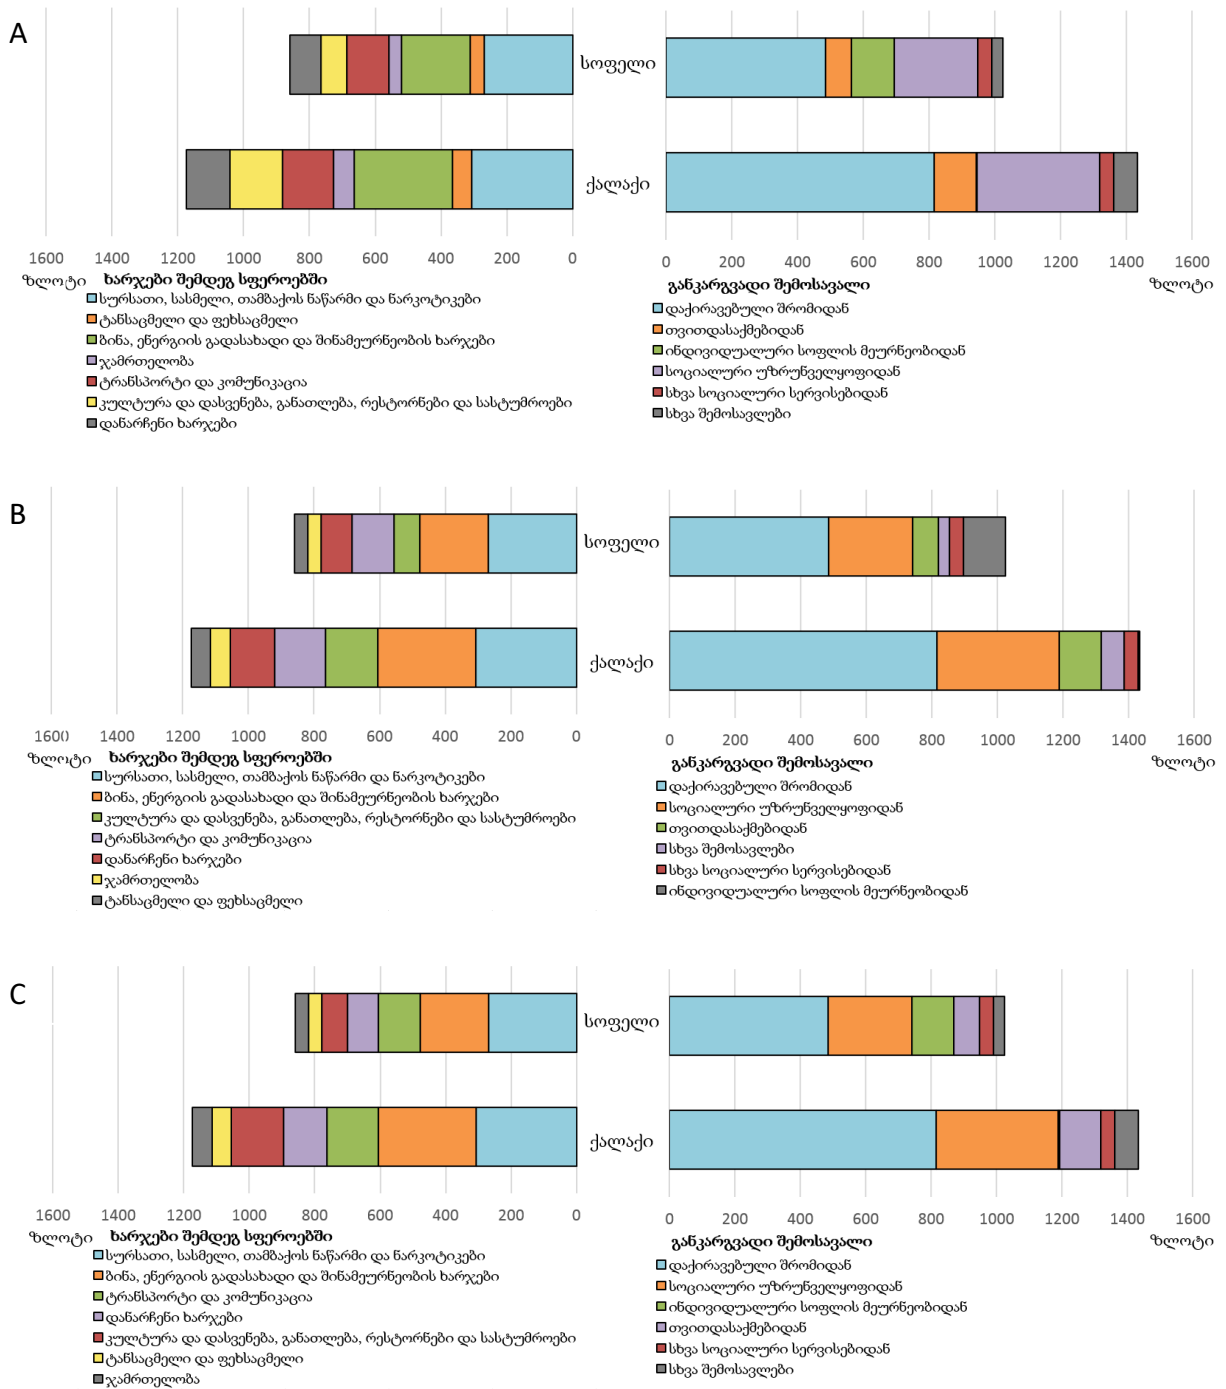 A
სოფელი
ქალაქი
1600 1400 1200 1000 800 600 400 200 0
0 200 400 600 800 1000 1200 1400 1600
ზლოტი
ზლოტი
ხარჯები შემდეგ სფეროებში
სურსათი, სასმელი, თამბაქოს ნაწარმი და ნარკოტიკები
ტანსაცმელი და ფეხსაცმელი
ბინა, ენერგიის გადასახადი და შინამეურნეობის ხარჯები
ჯამრთელობა
ტრანსპორტი და კომუნიკაცია
კულტურა და დასვენება, განათლება, რესტორნები და სასტუმროები
დანარჩენი ხარჯები
განკარგვადი შემოსავალი
დაქირავებული შრომიდან
თვითდასაქმებიდან
ინდივიდუალური სოფლის მეურნეობიდან
სოციალური უზრუნველყოფიდან
სხვა სოციალური სერვისებიდან
სხვა შემოსავლები
B
სოფელი
ქალაქი
1600 1400 1200 1000 800 600 400 200 0
0 200 400 600 800 1000 1200 1400 1600
ზლოტი
ზლოტი
ხარჯები შემდეგ სფეროებში
სურსათი, სასმელი, თამბაქოს ნაწარმი და ნარკოტიკები
ბინა, ენერგიის გადასახადი და შინამეურნეობის ხარჯები
კულტურა და დასვენება, განათლება, რესტორნები და სასტუმროები
ტრანსპორტი და კომუნიკაცია
დანარჩენი ხარჯები
ჯამრთელობა
ტანსაცმელი და ფეხსაცმელი
განკარგვადი შემოსავალი
დაქირავებული შრომიდან
სოციალური უზრუნველყოფიდან
თვითდასაქმებიდან
სხვა შემოსავლები
სხვა სოციალური სერვისებიდან
ინდივიდუალური სოფლის მეურნეობიდან
C
სოფელი
ქალაქი
1600 1400 1200 1000 800 600 400 200 0
0 200 400 600 800 1000 1200 1400 1600
ზლოტი
ზლოტი
ხარჯები შემდეგ სფეროებში
სურსათი, სასმელი, თამბაქოს ნაწარმი და ნარკოტიკები
ბინა, ენერგიის გადასახადი და შინამეურნეობის ხარჯები
ტრანსპორტი და კომუნიკაცია
დანარჩენი ხარჯები
კულტურა და დასვენება, განათლება, რესტორნები და სასტუმროები
ტანსაცმელი და ფეხსაცმელი
ჯამრთელობა
განკარგვადი შემოსავალი
დაქირავებული შრომიდან
სოციალური უზრუნველყოფიდან
ინდივიდუალური სოფლის მეურნეობიდან
თვითდასაქმებიდან
სხვა სოციალური სერვისებიდან
სხვა შემოსავლები